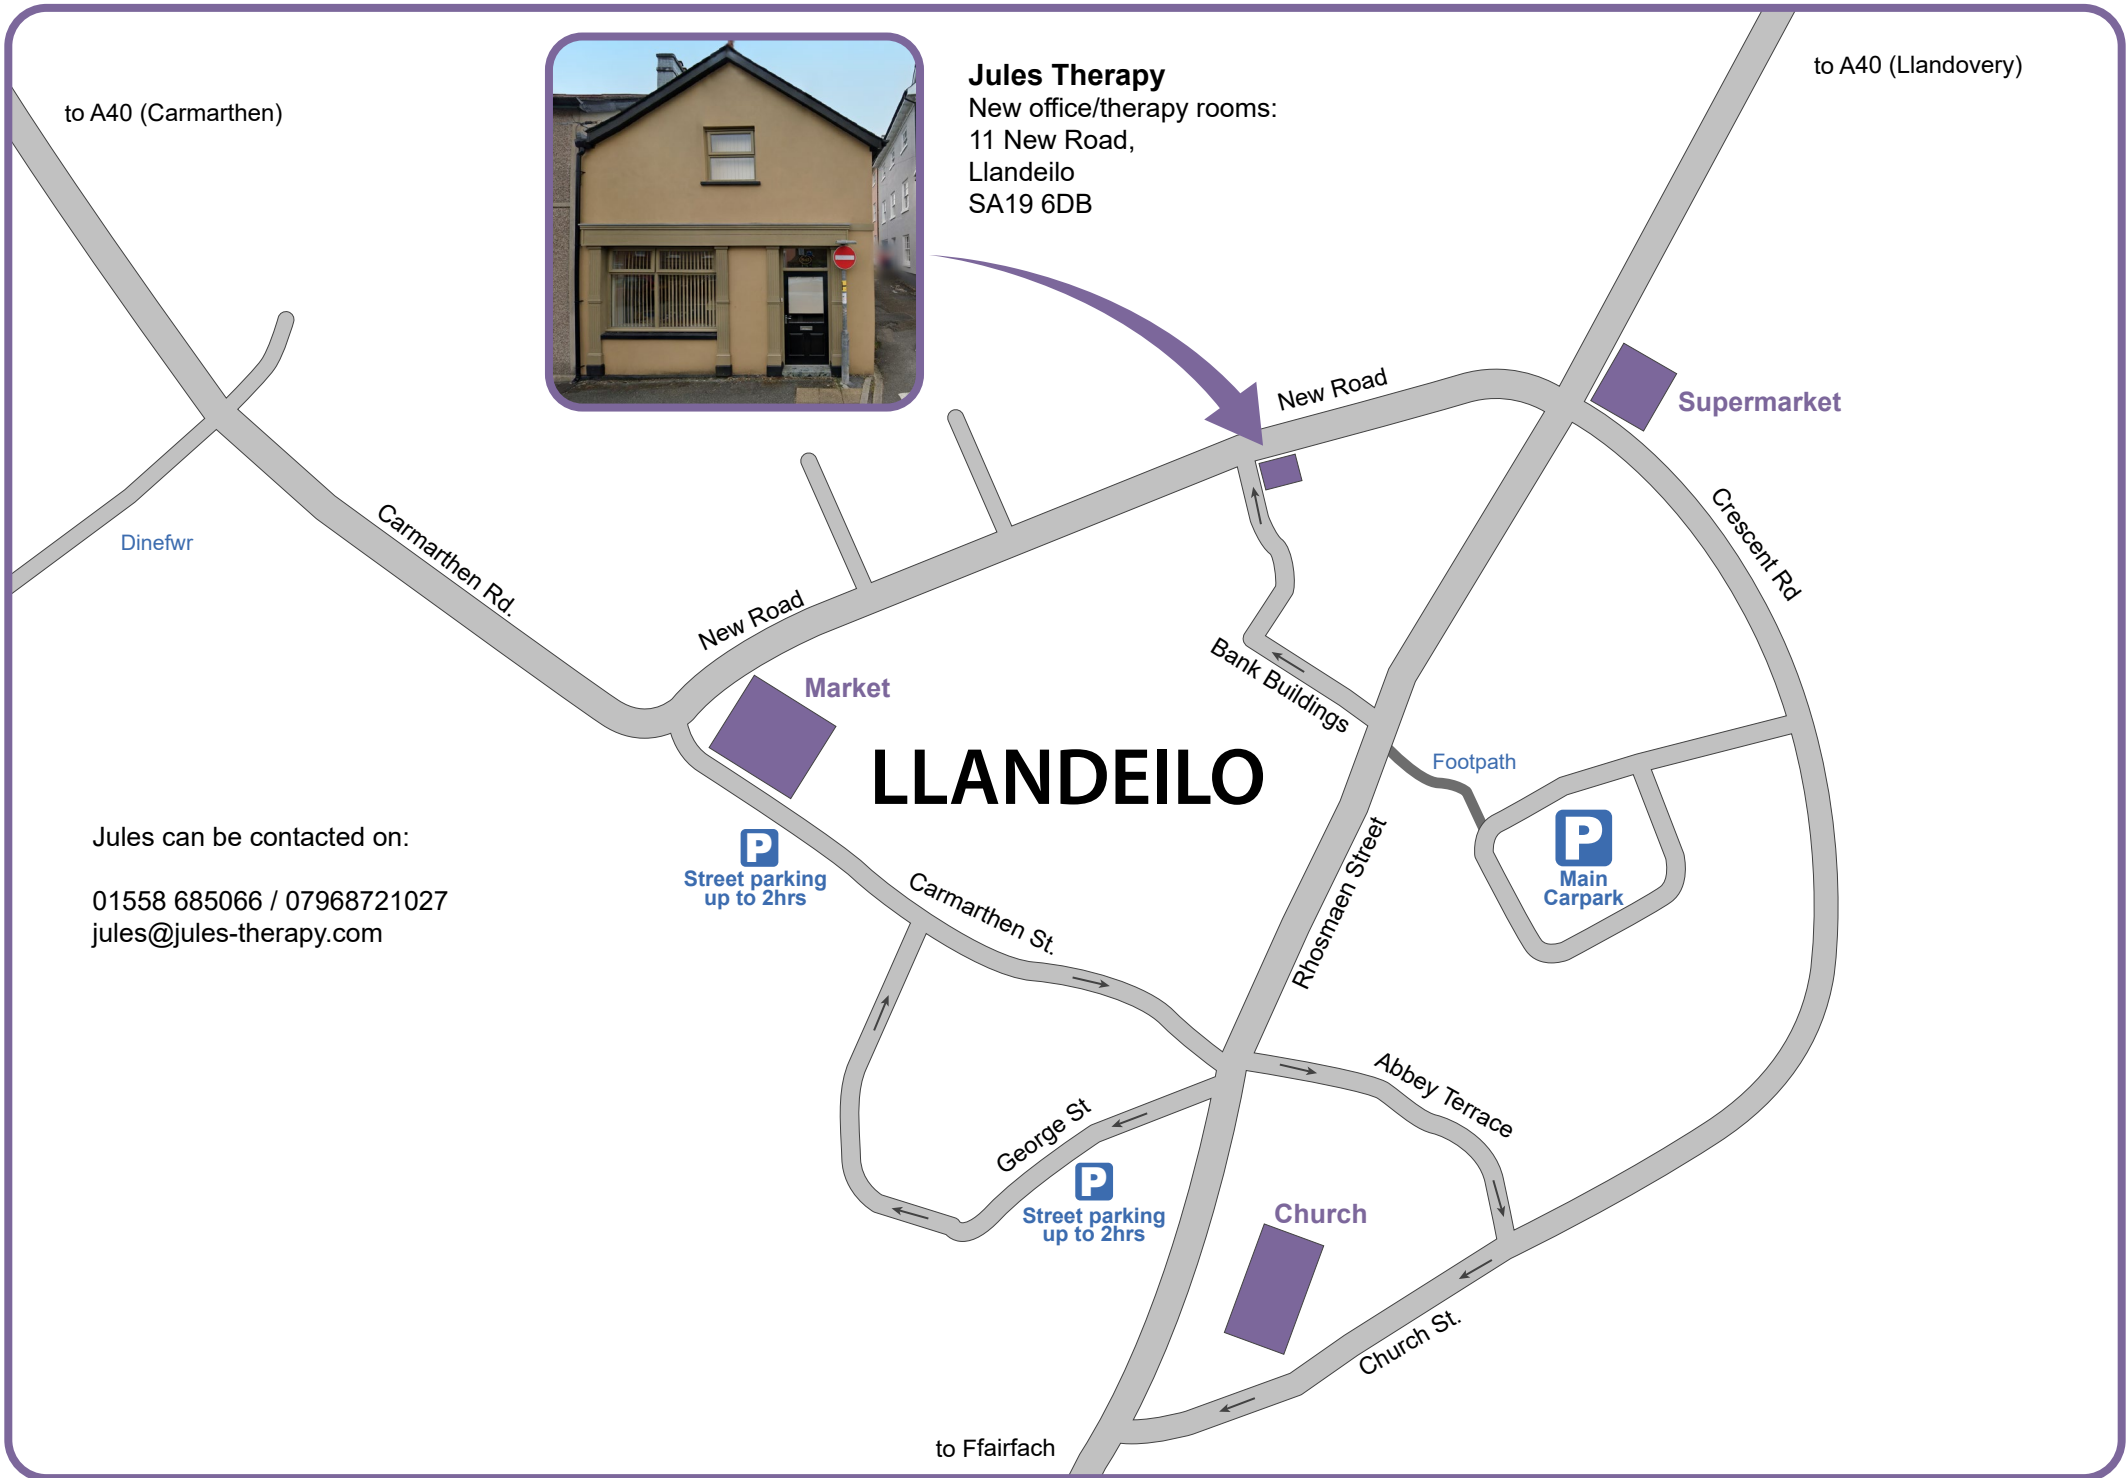 to A40 (Carmarthen)
Jules Therapy
New office/therapy rooms:
11 New Road,
Llandeilo
SA19 6DB
to A40 (Llandovery)
New Road
Supermarket
Dinefwr
Carmarthen Rd.
Crescent Rd
New Road
Bank Buildings
Market
LLANDEILO
Footpath
Jules can be contacted on:
01558 685066 / 07968721027
jules@jules-therapy.com
P
Street parking
up to 2hrs
P
Main
Carpark
Rhosmaen Street
Carmarthen St.
Abbey Terrace
George St
P
Street parking
up to 2hrs
Church
Church St.
to Ffairfach